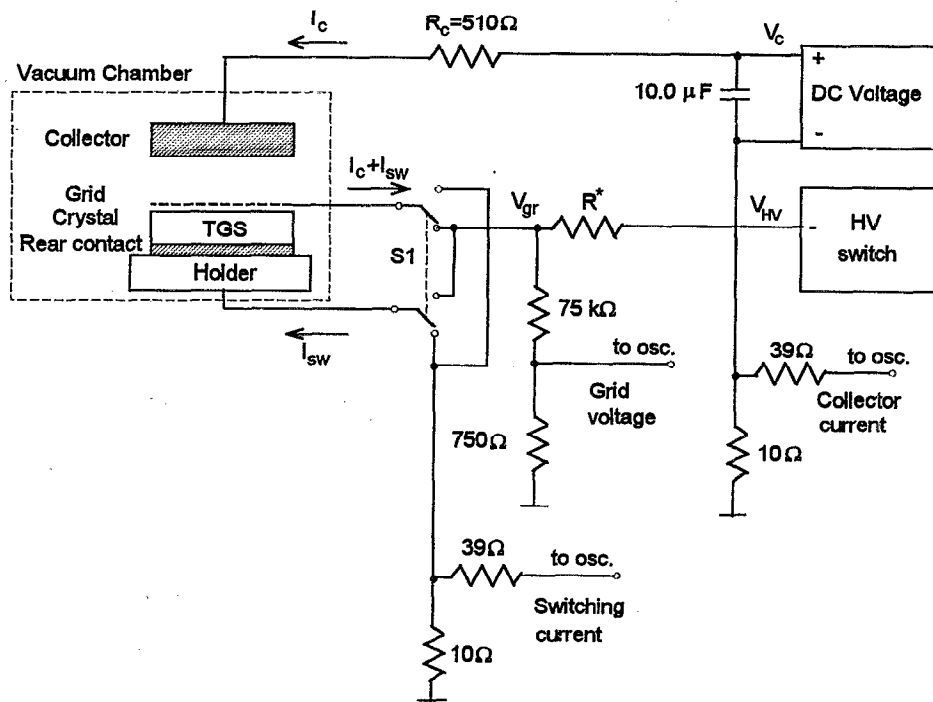 I_c
R_c=510Ω
V_c
Vacuum Chamber
+
10.0 μF
DC Voltage
-
Collector
I_c+I_sw
Grid
Crystal
Rear contact
TGS
Holder
S1
V_gr
R*
V_HV
-
HV
switch
I_sw
75 kΩ
to osc.
Grid
voltage
39Ω
to osc.
Collector
current
750Ω
10Ω
39Ω
to osc.
Switching
current
10Ω